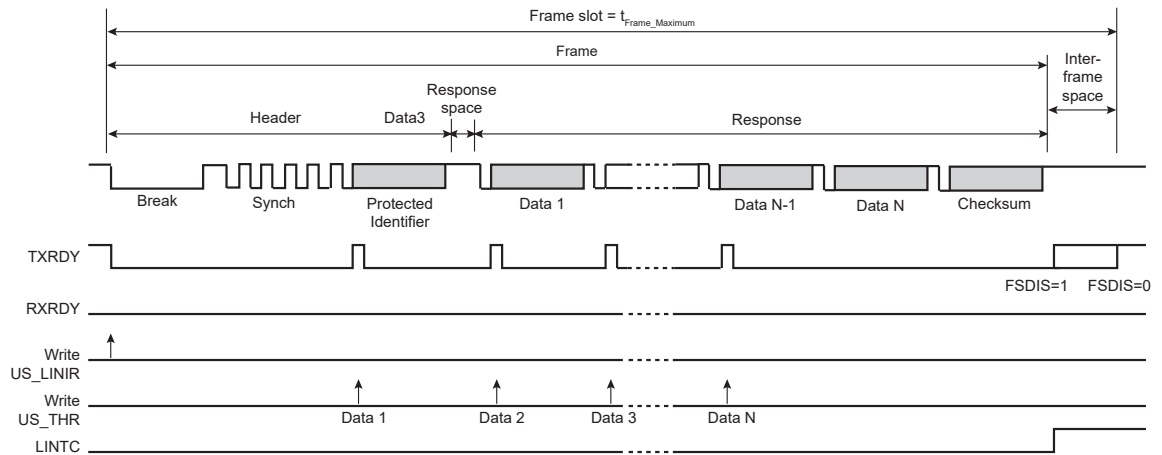 Frame slot = tFrame_Maximum
Frame
Inter-
frame
space
Response
space
Header
Data3
Response
Break
Synch
Protected
Identifier
Data 1
Data N-1
Data N
Checksum
TXRDY
FSDIS=1
FSDIS=0
RXRDY
Write
US_LINIR
Write
US_THR
Data 1
Data 2
Data 3
Data N
LINTC